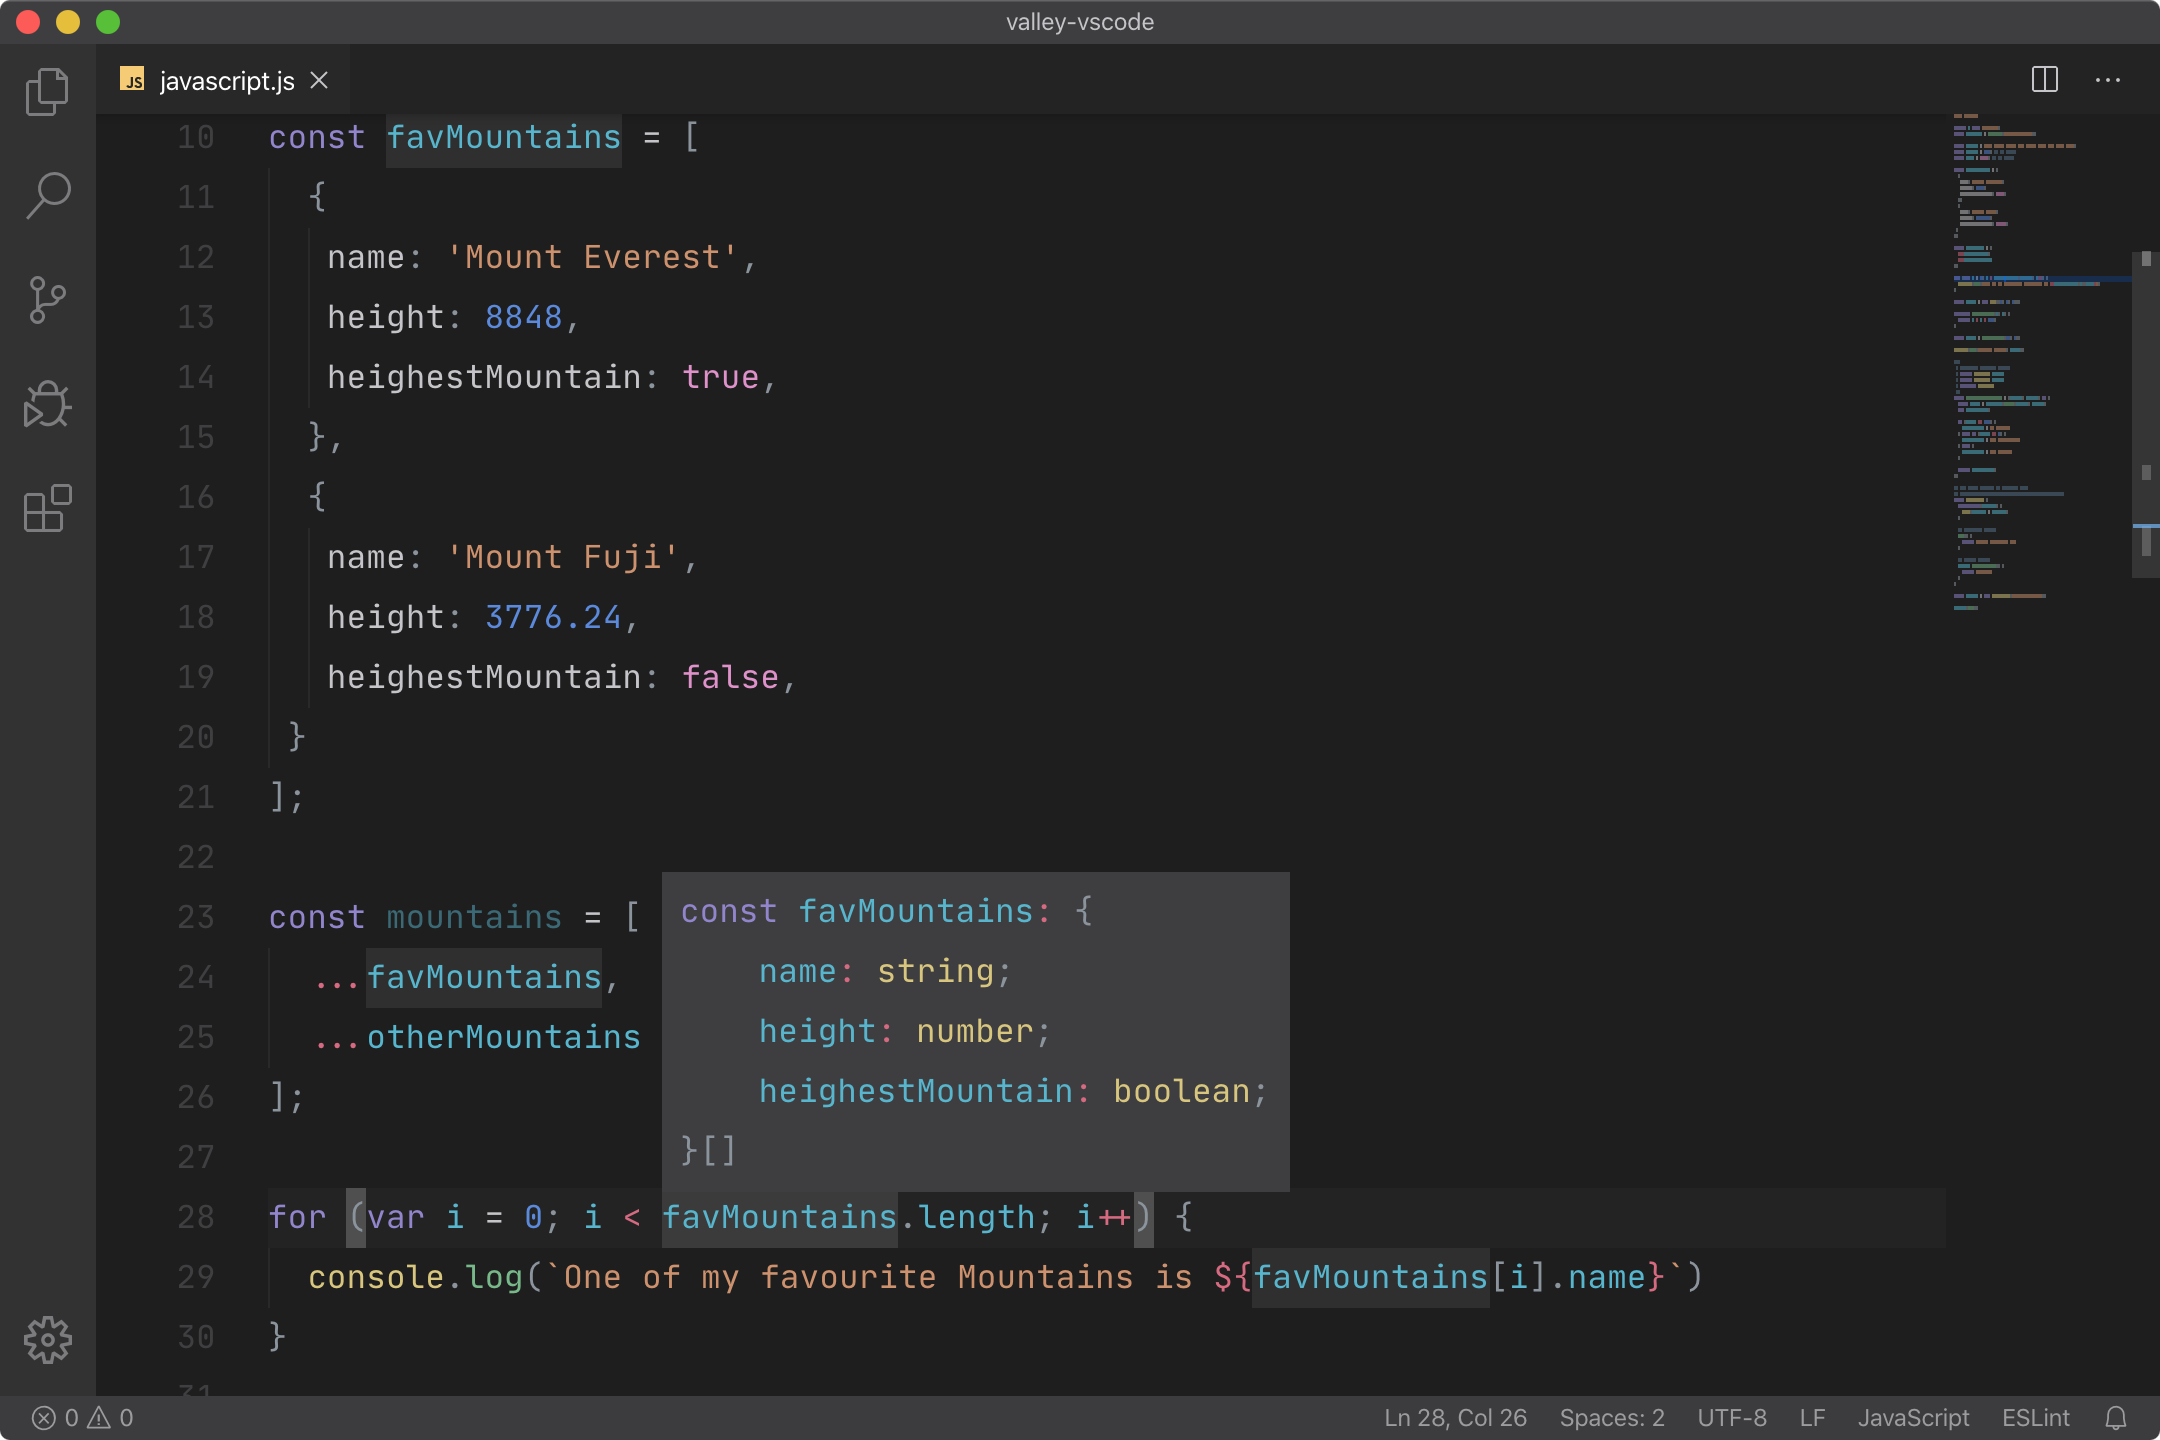 valley-vscode
JS javascript.js
10 const favMountains = [
11 {
12 name: 'Mount Everest',
13 height: 8848,
14 heighestMountain: true,
15 },
16 {
17 name: 'Mount Fuji',
18 height: 3776.24,
19 heighestMountain: false,
20 }
21 ];
22
23 const mountains = [
24 ...favMountains,
25 ...otherMountains
26 ];
27
const favMountains: {
name: string;
height: number;
heighestMountain: boolean;
}[]
28 for (var i = 0; i < favMountains.length; i++) {
29 console.log(`One of my favourite Mountains is ${favMountains[i].name}`)
30 }
31
0 0 Ln 28, Col 26 Spaces: 2 UTF-8 LF JavaScript ESLint